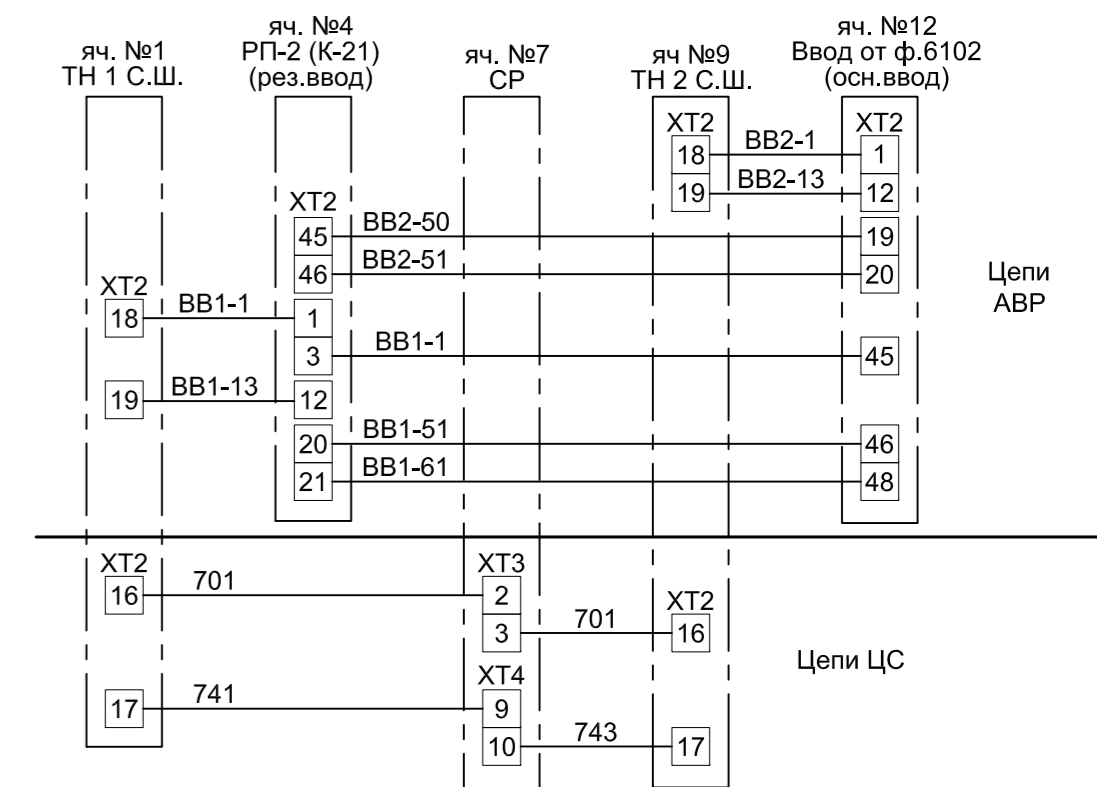 яч. №1
ТН 1 С.Ш.
яч. №4
РП-2 (К-21)
(рез.ввод)
яч. №7
СР
яч №9
ТН 2 С.Ш.
яч. №12
Ввод от ф.6102
(осн.ввод)
ХТ2
ХТ2
18
ВВ2-1
1
19
ВВ2-13
12
ХТ2
45
ВВ2-50
19
46
ВВ2-51
20
Цепи
АВР
ХТ2
18
ВВ1-1
1
3
ВВ1-1
45
19
ВВ1-13
12
20
ВВ1-51
46
21
ВВ1-61
48
ХТ2
16
701
ХТ3
2
3
701
ХТ2
16
Цепи ЦС
17
741
ХТ4
9
10
743
17